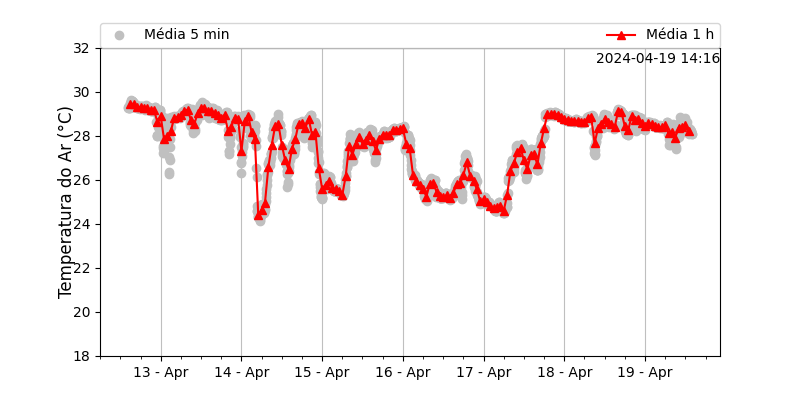 Média 5 min
Média 1 h
2024-04-19 14:16
Temperatura do Ar (°C)
32
30
28
26
24
22
20
18
13 - Apr
14 - Apr
15 - Apr
16 - Apr
17 - Apr
18 - Apr
19 - Apr